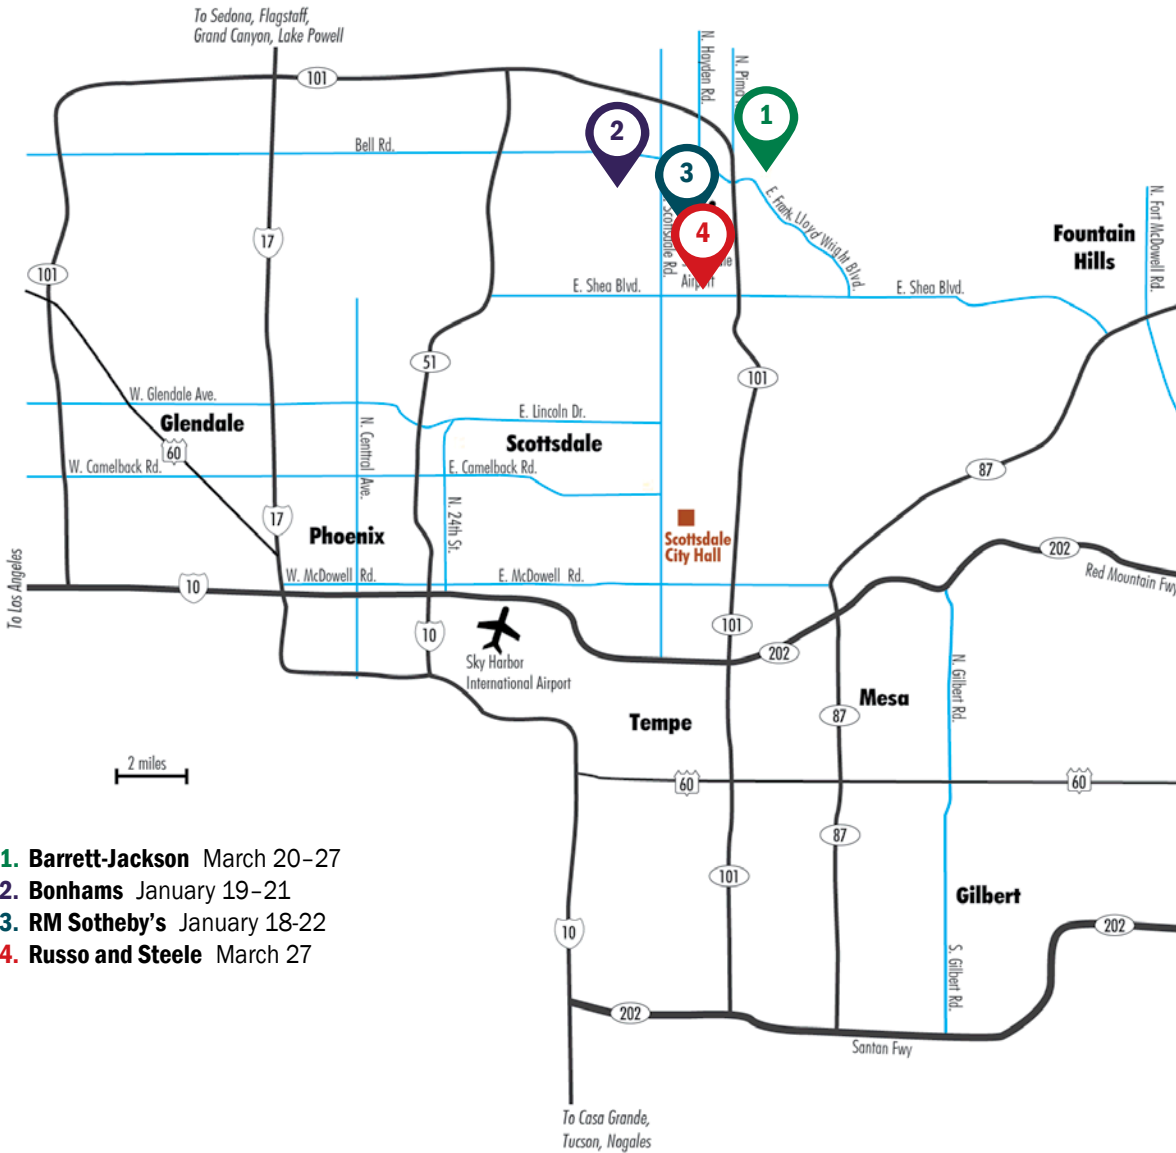 To Sedona, Flagstaff,
Grand Canyon, Lake Powell
101
N. Hayden Rd.
N. Pima
1
2
Bell Rd.
3
E. Frank Lloyd Wright Blvd.
N. Fort McDowell Rd.
17
Scottsdale Rd.
4
Fountain
Hills
101
Airport
E. Shea Blvd.
E. Shea Blvd.
51
101
W. Glendale Ave.
E. Lincoln Dr.
Glendale
N. Centtral Ave.
Scottsdale
60
W. Camelback Rd.
E. Camelback Rd.
87
17
N. 24th St.
Phoenix
Scottsdale
City Hall
202
Red Mountain Fwy
To Los Angeles
10
W. McDowell Rd.
E. McDowell Rd.
10
101
202
Sky Harbor
International Airport
N. Gilbert Rd.
Mesa
87
Tempe
2 miles
60
60
87
1. Barrett-Jackson March 20–27
2. Bonhams January 19–21
3. RM Sotheby's January 18-22
4. Russo and Steele March 27
101
Gilbert
10
202
S. Gilbert Rd.
202
Santan Fwy
To Casa Grande,
Tucson, Nogales